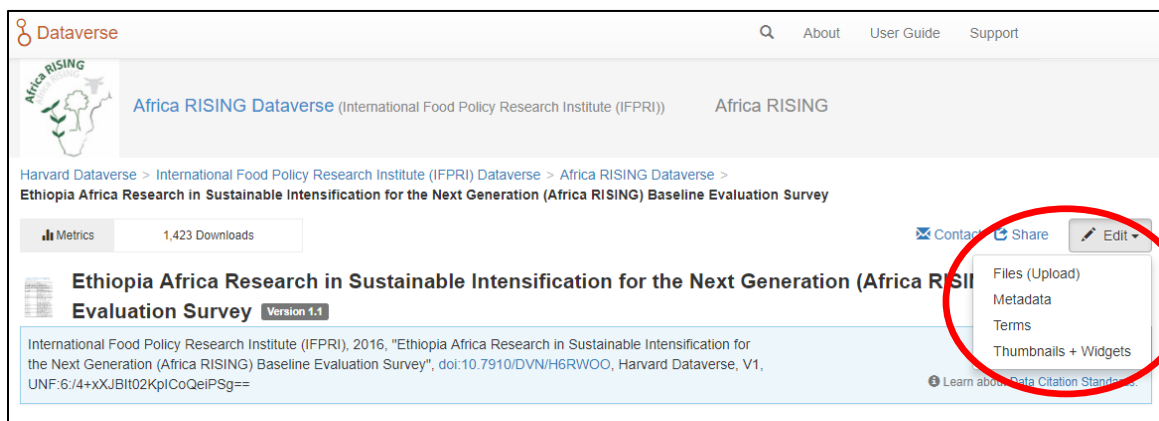 Dataverse
About User Guide Support
Africa RISING
Africa RISING Dataverse (International Food Policy Research Institute (IFPRI)) Africa RISING
Harvard Dataverse > International Food Policy Research Institute (IFPRI) Dataverse > Africa RISING Dataverse >
Ethiopia Africa Research in Sustainable Intensification for the Next Generation (Africa RISING) Baseline Evaluation Survey
Metrics 1,423 Downloads Contact Share Edit
Files (Upload)
Metadata
Terms
Thumbnails + Widgets
Ethiopia Africa Research in Sustainable Intensification for the Next Generation (Africa
Evaluation Survey Version 1.1
International Food Policy Research Institute (IFPRI), 2016, "Ethiopia Africa Research in Sustainable Intensification for
the Next Generation (Africa RISING) Baseline Evaluation Survey", doi:10.7910/DVN/H6RWOO, Harvard Dataverse, V1,
UNF:6:/4+xXJBIt02KpICoQeiPSg==
Learn about Data Citation Standards.